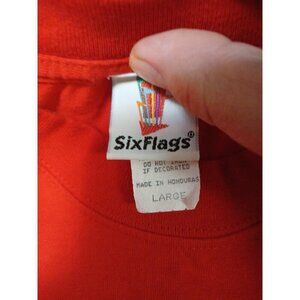 SixFlags®
DO NOT IRON
IF DECORATED
MADE IN HONDURAS
LARGE